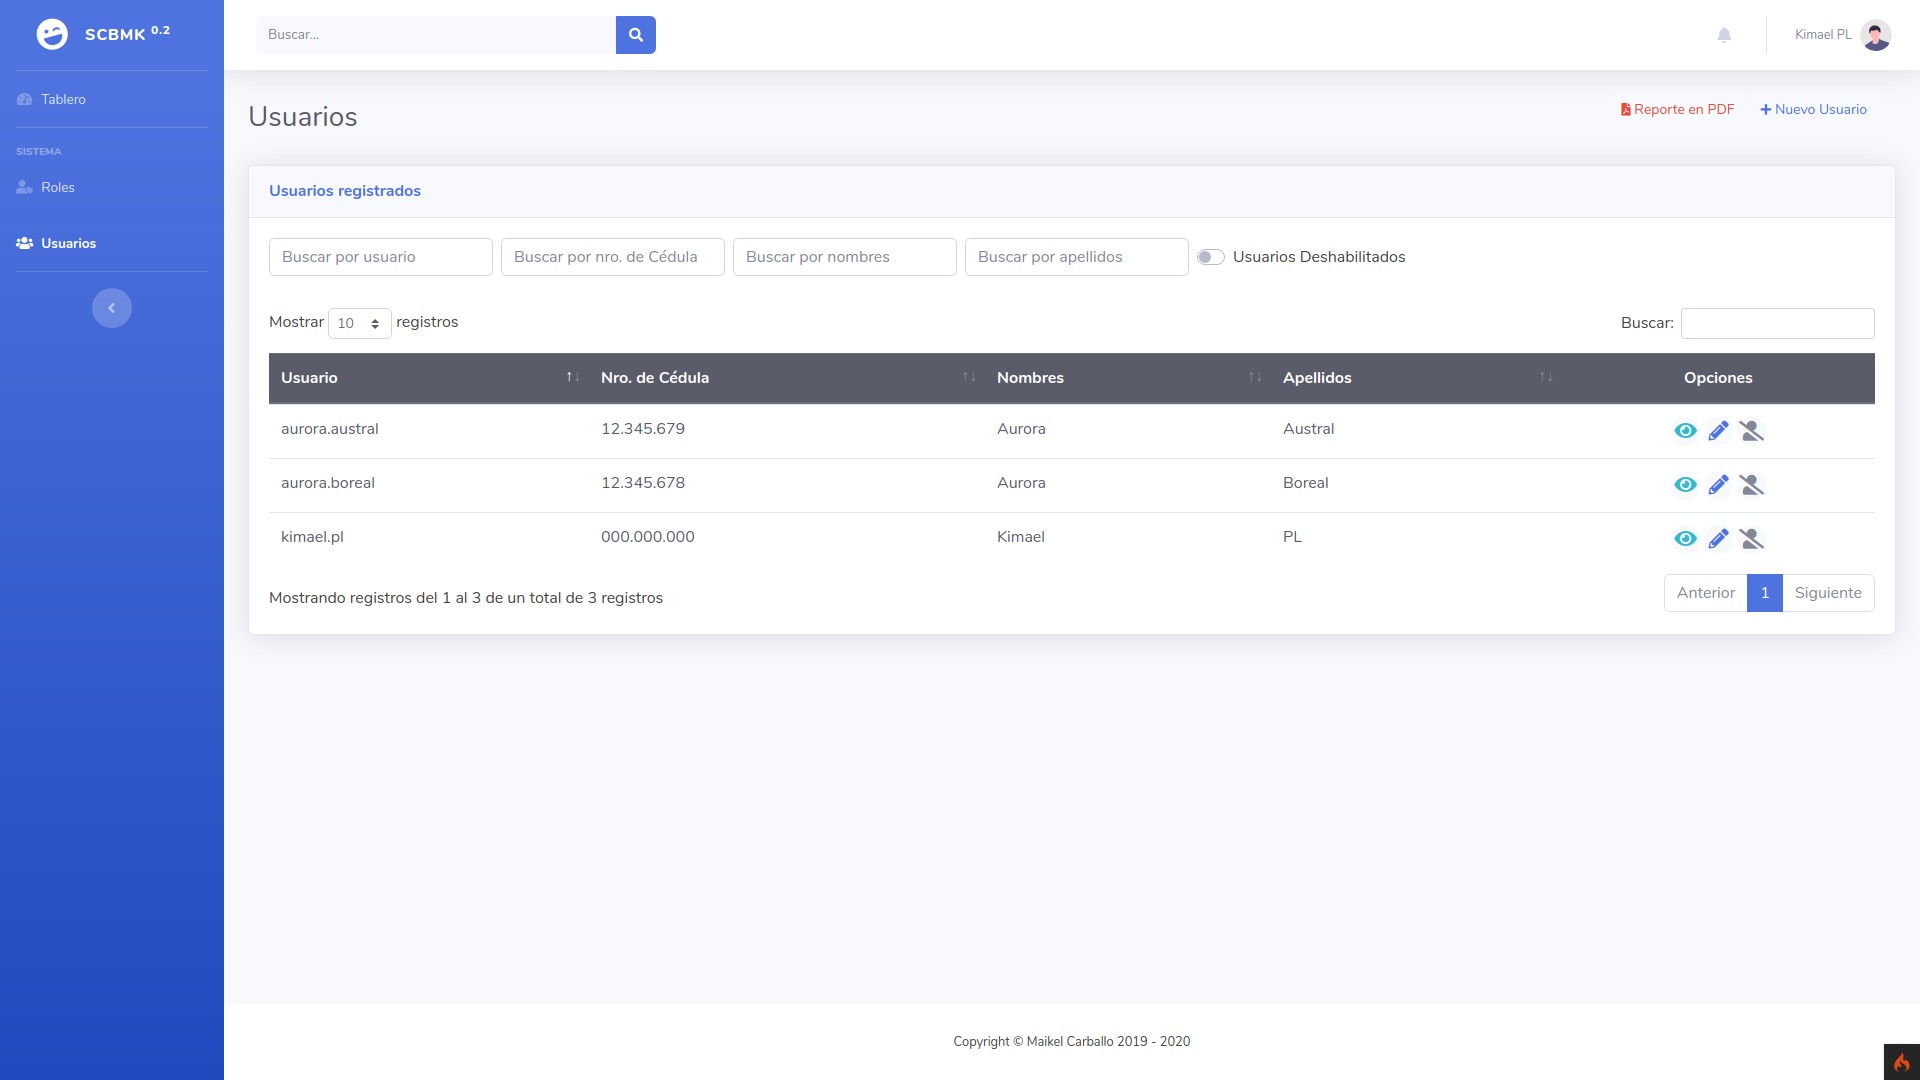 SCBMK 0.2
Buscar...
Kimael PL
Tablero
SISTEMA
Roles
Usuarios
Usuarios
Reporte en PDF
Nuevo Usuario
Usuarios registrados
Buscar por usuario
Buscar por nro. de Cédula
Buscar por nombres
Buscar por apellidos
Usuarios Deshabilitados
Mostrar 10 registros
Buscar:
Usuario Nro. de Cédula Nombres Apellidos Opciones
aurora.austral 12.345.679 Aurora Austral
aurora.boreal 12.345.678 Aurora Boreal
kimael.pl 000.000.000 Kimael PL
Mostrando registros del 1 al 3 de un total de 3 registros
Anterior 1 Siguiente
Copyright © Maikel Carballo 2019 - 2020